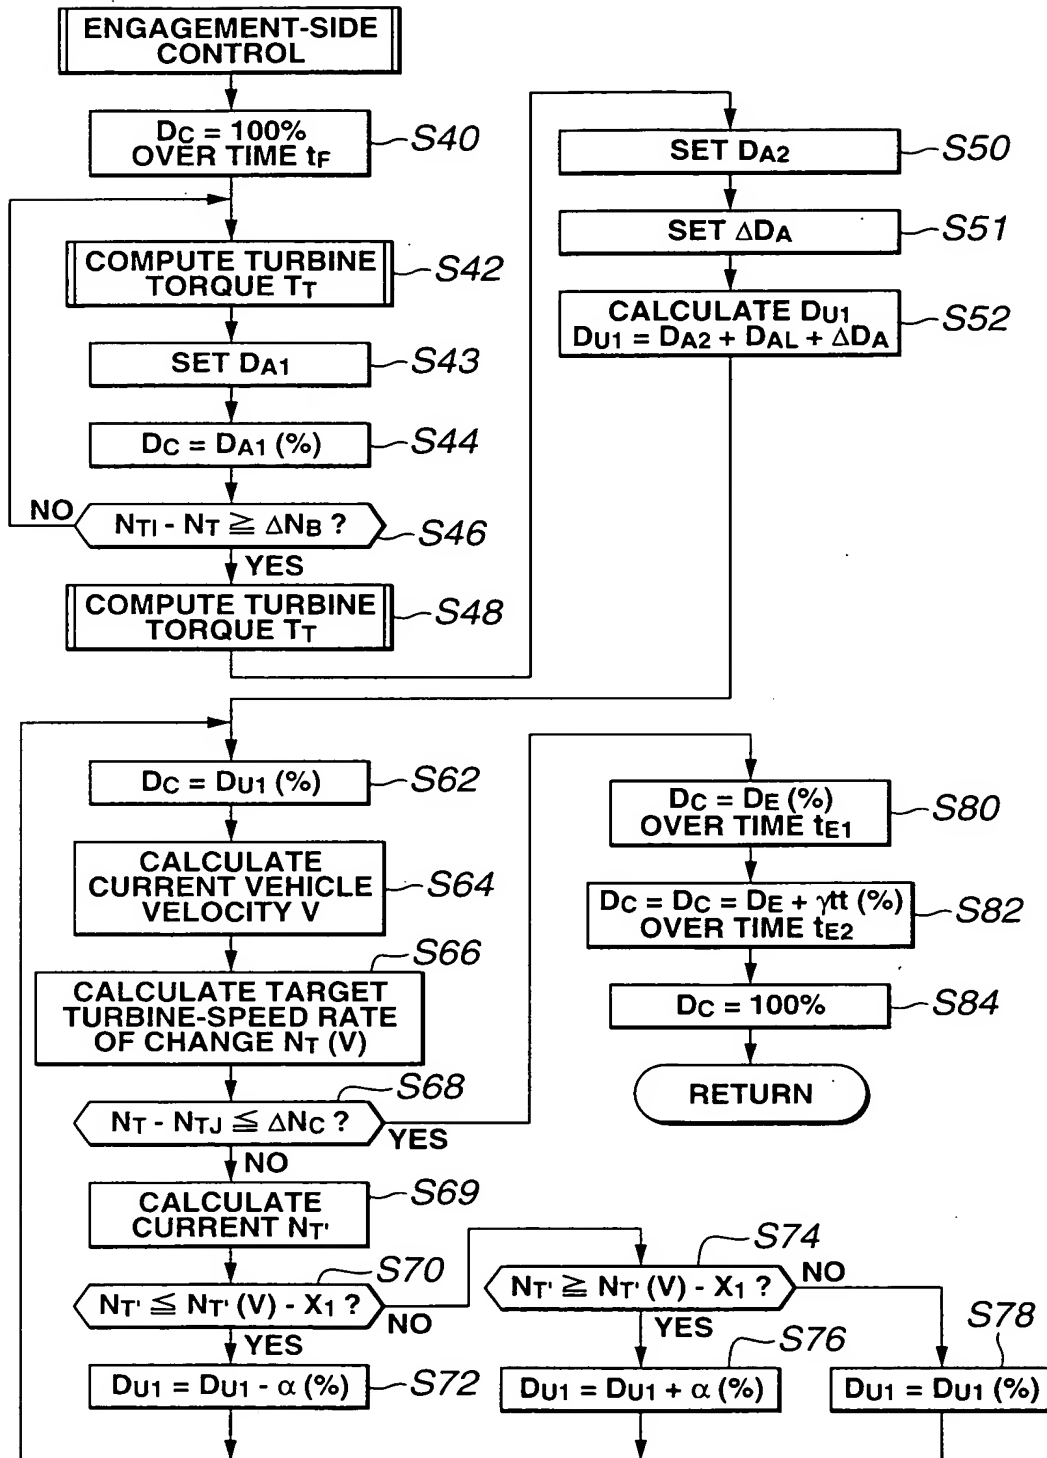 ENGAGEMENT-SIDE
CONTROL
DC = 100%
OVER TIME tF
S40
COMPUTE TURBINE
TORQUE TT
S42
SET DA1
S43
DC = DA1 (%)
S44
NO
NTI - NT ≧ ΔNB ?
S46
YES
COMPUTE TURBINE
TORQUE TT
S48
SET DA2
S50
SET ΔDA
S51
CALCULATE DU1
DU1 = DA2 + DAL + ΔDA
S52
DC = DU1 (%)
S62
CALCULATE
CURRENT VEHICLE
VELOCITY V
S64
S66
CALCULATE TARGET
TURBINE-SPEED RATE
OF CHANGE NT (V)
S68
NT - NTJ ≦ ΔNC ?
YES
NO
CALCULATE
CURRENT NT'
S69
S70
NT' ≦ NT' (V) - X1 ?
NO
YES
DU1 = DU1 - α (%)
S72
S74
NT' ≧ NT' (V) - X1 ?
NO
YES
S76
DU1 = DU1 + α (%)
S78
DU1 = DU1 (%)
DC = DE (%)
OVER TIME tE1
S80
DC = DC = DE + γtt (%)
OVER TIME tE2
S82
DC = 100%
S84
RETURN